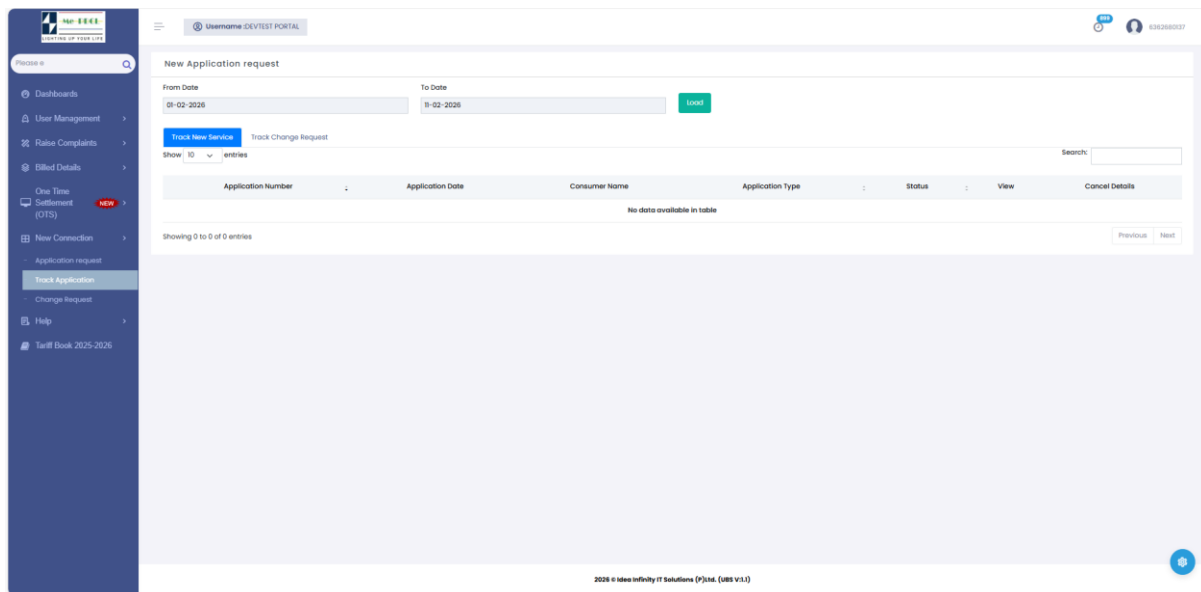 Me-PDCL
LIGHTING UP YOUR LIFE
Username :DEVTEST PORTAL
888
6362680137
Please e
Dashboards
User Management
Raise Complaints
Billed Details
One Time
Settlement NEW
(OTS)
New Connection
Application request
Track Application
Change Request
Help
Tariff Book 2025-2026
New Application request
From Date To Date
01-02-2026 11-02-2026 Load
Track New Service Track Change Request
Show 10 entries Search:
Application Number Application Date Consumer Name Application Type Status View Cancel Details
No data available in table
Showing 0 to 0 of 0 entries Previous Next
2026 © Idea Infinity IT Solutions (P)Ltd. (UBS V:1.1)